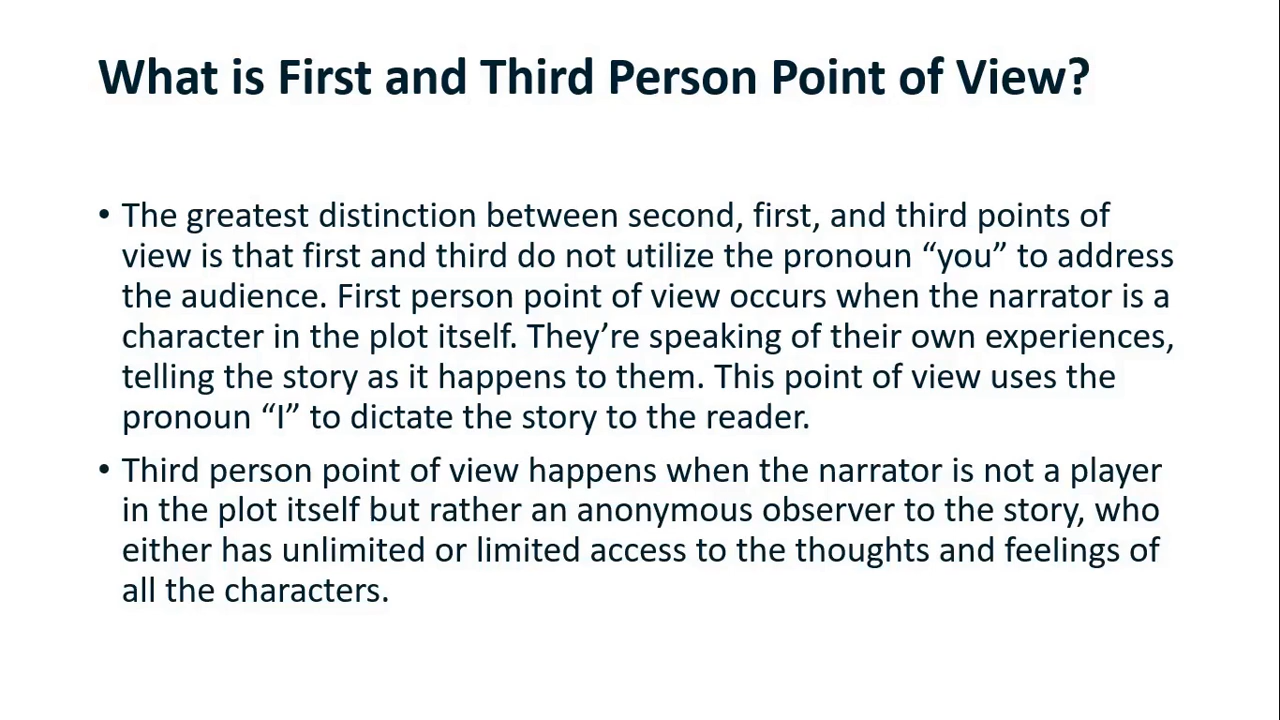 What is First and Third Person Point of View?
• The greatest distinction between second, first, and third points of
view is that first and third do not utilize the pronoun “you” to address
the audience. First person point of view occurs when the narrator is a
character in the plot itself. They’re speaking of their own experiences,
telling the story as it happens to them. This point of view uses the
pronoun “I” to dictate the story to the reader.
• Third person point of view happens when the narrator is not a player
in the plot itself but rather an anonymous observer to the story, who
either has unlimited or limited access to the thoughts and feelings of
all the characters.